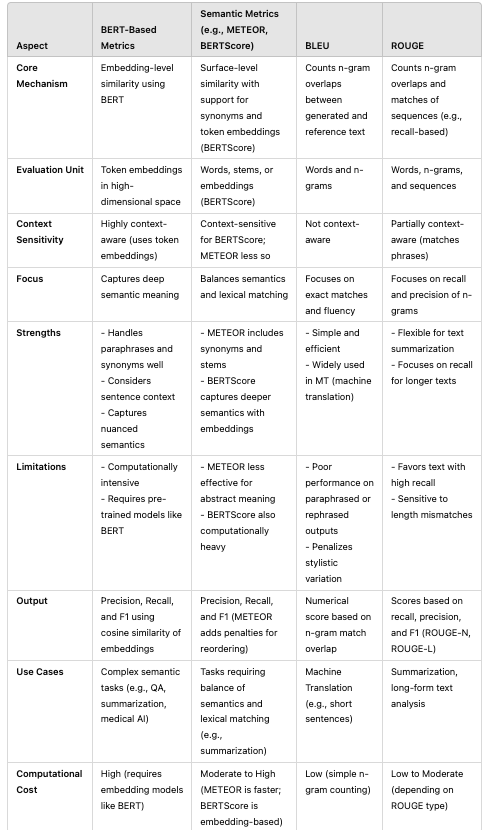 Aspect
BERT-Based
Metrics
Semantic Metrics
(e.g., METEOR,
BERTScore)
BLEU
ROUGE
Core
Mechanism
Embedding-level
similarity using
BERT
Surface-level
similarity with
support for
synonyms and
token embeddings
(BERTScore)
Counts n-gram
overlaps
between
generated and
reference text
Counts n-gram
overlaps and
matches of
sequences (e.g.,
recall-based)
Evaluation Unit
Token embeddings
in high-
dimensional space
Words, stems, or
embeddings
(BERTScore)
Words and n-
grams
Words, n-grams,
and sequences
Context
Sensitivity
Highly context-
aware (uses token
embeddings)
Context-sensitive
for BERTScore;
METEOR less so
Not context-
aware
Partially context-
aware (matches
phrases)
Focus
Captures deep
semantic meaning
Balances semantics
and lexical matching
Focuses on
exact matches
and fluency
Focuses on recall
and precision of n-
grams
Strengths
- Handles
paraphrases and
synonyms well
- Considers
sentence context
- Captures
nuanced
semantics
- METEOR includes
synonyms and
stems
- BERTScore
captures deeper
semantics with
embeddings
- Simple and
efficient
- Widely used
in MT (machine
translation)
- Flexible for text
summarization
- Focuses on recall
for longer texts
Limitations
- Computationally
intensive
- Requires pre-
trained models like
BERT
- METEOR less
effective for
abstract meaning
- BERTScore also
computationally
heavy
- Poor
performance on
paraphrased or
rephrased
outputs
- Penalizes
stylistic
variation
- Favors text with
high recall
- Sensitive to
length mismatches
Output
Precision, Recall,
and F1 using
cosine similarity of
embeddings
Precision, Recall,
and F1 (METEOR
adds penalties for
reordering)
Numerical
score based on
n-gram match
overlap
Scores based on
recall, precision,
and F1 (ROUGE-N,
ROUGE-L)
Use Cases
Complex semantic
tasks (e.g., QA,
summarization,
medical AI)
Tasks requiring
balance of
semantics and
lexical matching
(e.g.,
summarization)
Machine
Translation
(e.g., short
sentences)
Summarization,
long-form text
analysis
Computational
Cost
High (requires
embedding models
like BERT)
Moderate to High
(METEOR is faster;
BERTScore is
embedding-based)
Low (simple n-
gram counting)
Low to Moderate
(depending on
ROUGE type)